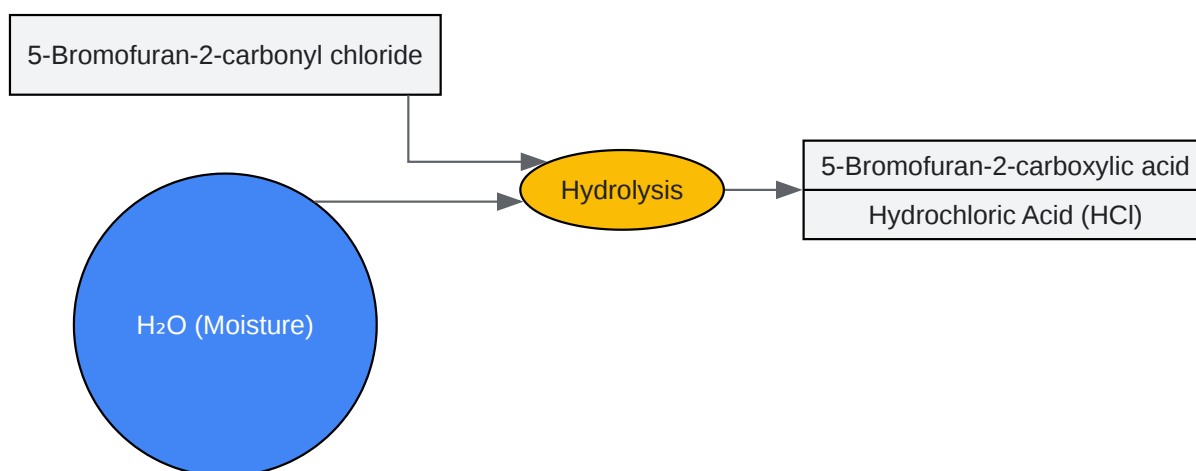 5-Bromofuran-2-carbonyl chloride
H₂O (Moisture)
Hydrolysis
5-Bromofuran-2-carboxylic acid
Hydrochloric Acid (HCl)